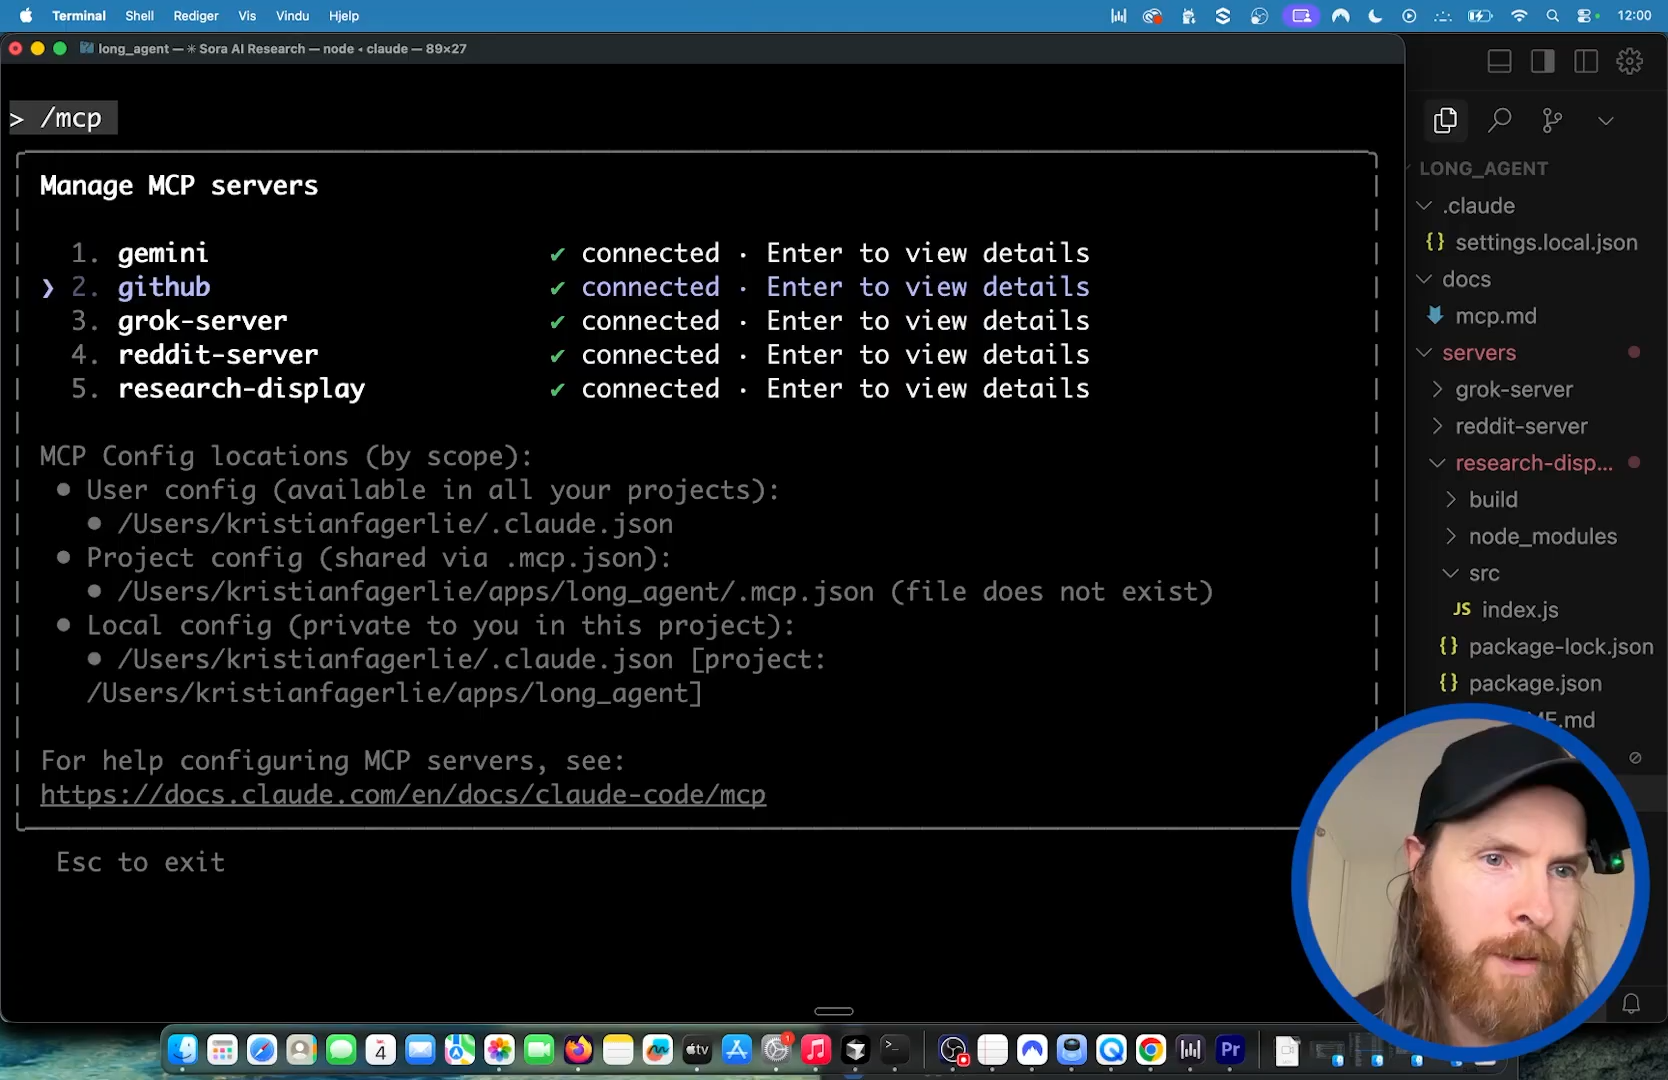 Terminal Shell Rediger Vis Vindu Hjelp 12:00
long_agent — ✳ Sora AI Research — node ◂ claude — 89×27
> /mcp
Manage MCP servers
1. gemini ✔ connected · Enter to view details
❯ 2. github ✔ connected · Enter to view details
3. grok-server ✔ connected · Enter to view details
4. reddit-server ✔ connected · Enter to view details
5. research-display ✔ connected · Enter to view details
MCP Config locations (by scope):
● User config (available in all your projects):
● /Users/kristianfagerlie/.claude.json
● Project config (shared via .mcp.json):
● /Users/kristianfagerlie/apps/long_agent/.mcp.json (file does not exist)
● Local config (private to you in this project):
● /Users/kristianfagerlie/.claude.json [project:
/Users/kristianfagerlie/apps/long_agent]
For help configuring MCP servers, see:
https://docs.claude.com/en/docs/claude-code/mcp
Esc to exit
LONG_AGENT
.claude
{} settings.local.json
docs
mcp.md
servers
grok-server
reddit-server
research-disp...
build
node_modules
src
JS index.js
{} package-lock.json
{} package.json
ME.md
4
tv
1
Pr